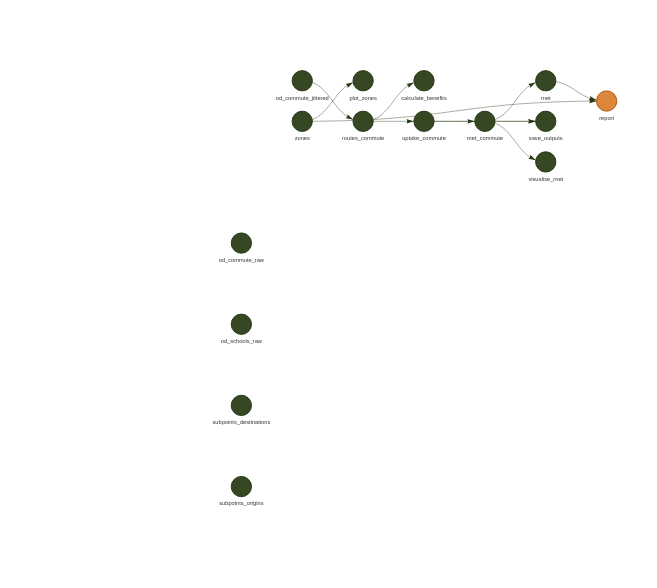 od_commute_jittered
plot_zones
calculate_benefits
rnet
report
zones
routes_commute
uptake_commute
rnet_commute
save_outputs
visualise_rnet
od_commute_raw
od_schools_raw
subpoints_destinations
subpoints_origins